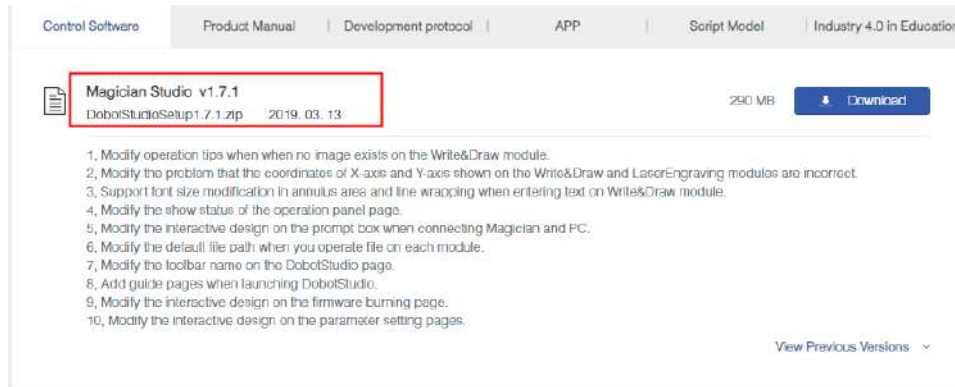 Control Software
Product Manual
Development protocol
APP
Script Model
Industry 4.0 in Education
Magician Studio v1.7.1
DobotStudioSetup1.7.1.zip 2019. 03. 13
290 MB
Download
1, Modify operation tips when when no image exists on the Write&Draw module.
2, Modify the problem that the coordinates of X-axis and Y-axis shown on the Write&Draw and LaserEngraving modules are incorrect.
3, Support font size modification in annulus area and line wrapping when entering text on Write&Draw module.
4, Modify the show status of the operation panel page.
5, Modify the interactive design on the prompt box when connecting Magician and PC.
6, Modify the default file path when you operate file on each module.
7, Modify the toolbar name on the DobotStudio page.
8, Add guide pages when launching DobotStudio.
9, Modify the interactive design on the firmware burning page.
10, Modify the interactive design on the parameter setting pages.
View Previous Versions